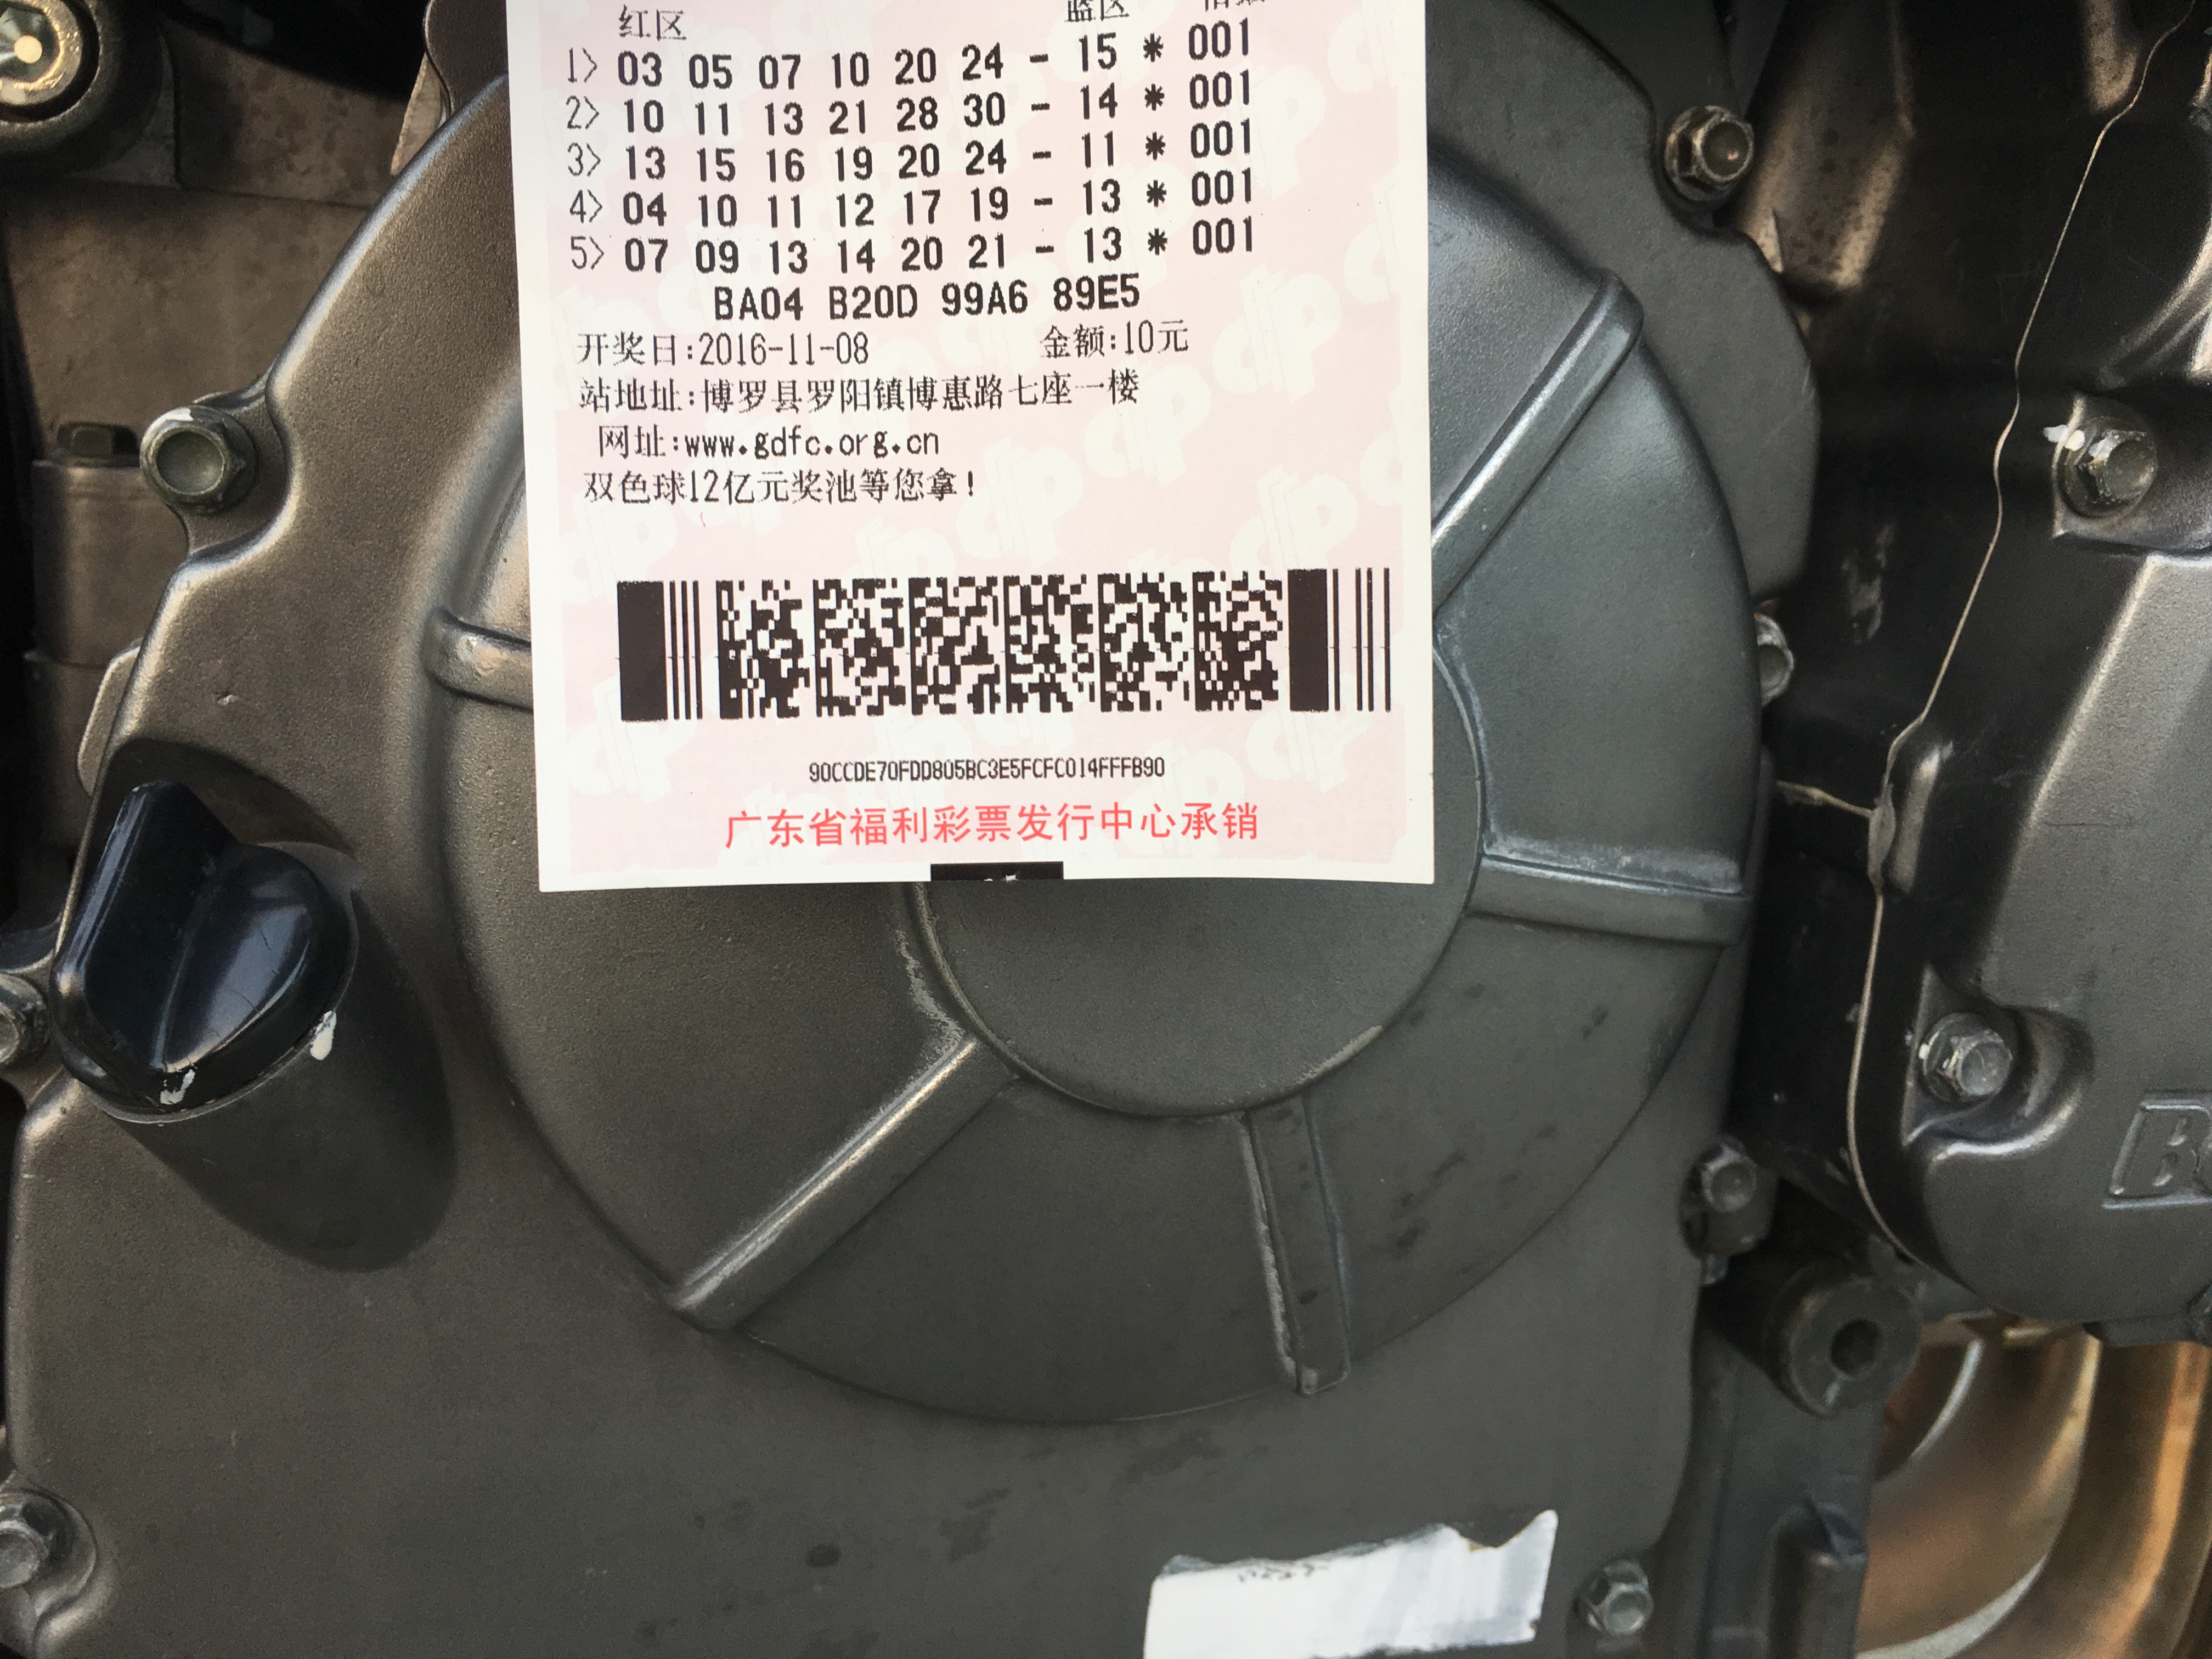 红区 蓝区
1> 03 05 07 10 20 24 - 15 * 001
2> 10 11 13 21 28 30 - 14 * 001
3> 13 15 16 19 20 24 - 11 * 001
4> 04 10 11 12 17 19 - 13 * 001
5> 07 09 13 14 20 21 - 13 * 001
BA04 B20D 99A6 89E5
开奖日:2016-11-08 金额:10元
站地址:博罗县罗阳镇博惠路七座一楼
网址:www.gdfc.org.cn
双色球12亿元奖池等您拿!
90CCDE70FDD805BC3E5FCFC014FFFB90
广东省福利彩票发行中心承销